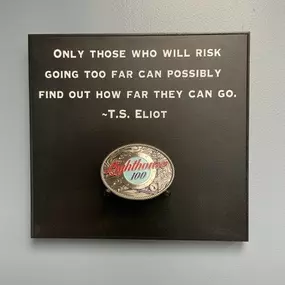 ONLY THOSE WHO WILL RISK
GOING TOO FAR CAN POSSIBLY
FIND OUT HOW FAR THEY CAN GO.
~T.S. ELIOT
Lighthouse
100